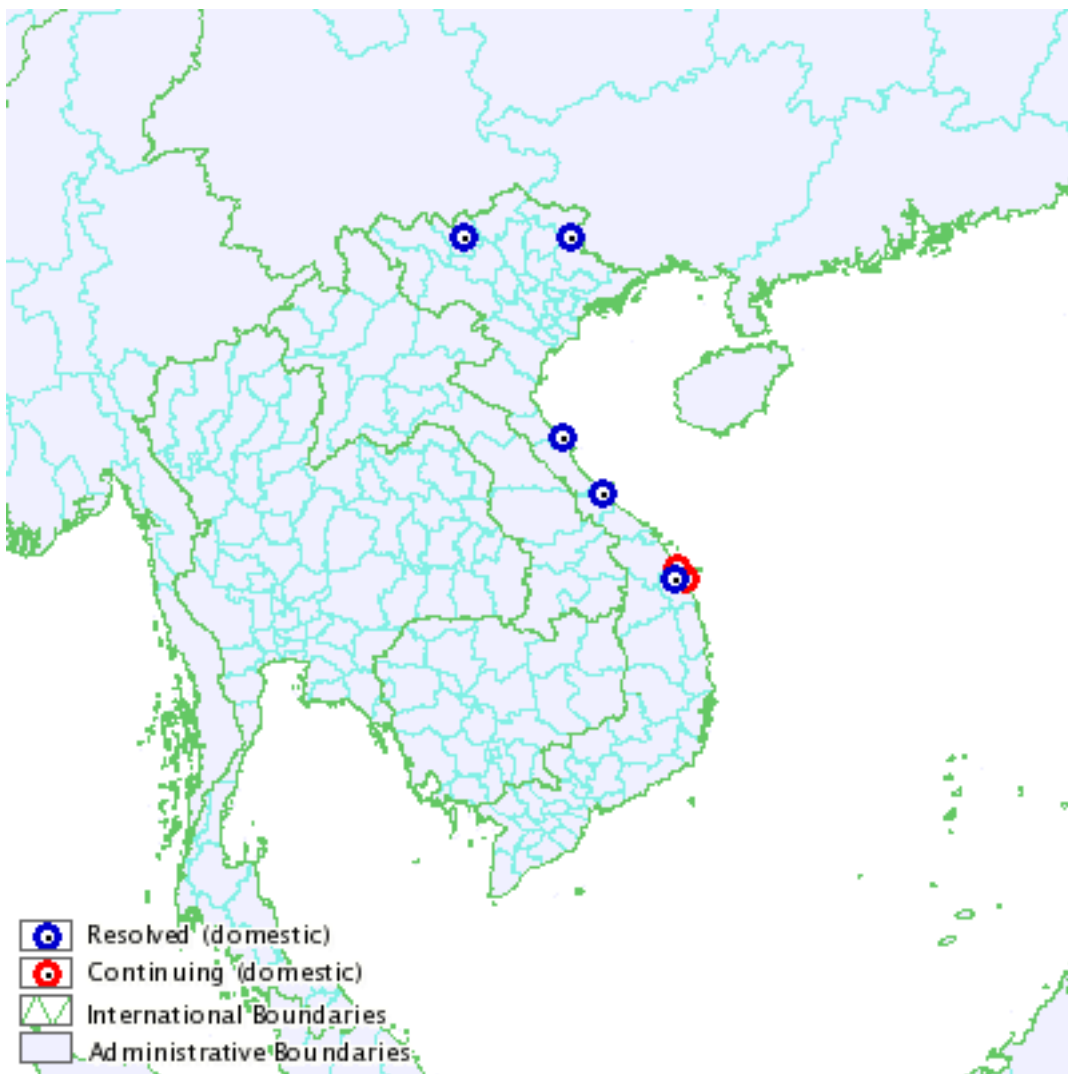 Resolved (domestic)
Continuing (domestic)
International Boundaries
Administrative Boundaries